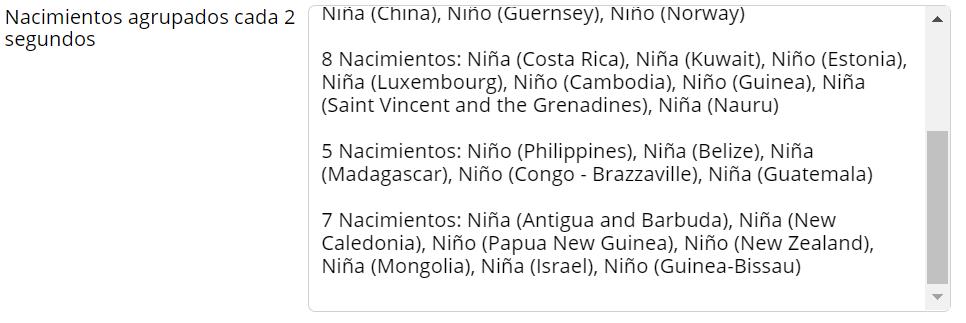 Nacimientos agrupados cada 2
segundos
Niña (China), Niño (Guernsey), Niño (Norway)
8 Nacimientos: Niña (Costa Rica), Niña (Kuwait), Niño (Estonia),
Niña (Luxembourg), Niño (Cambodia), Niño (Guinea), Niña
(Saint Vincent and the Grenadines), Niña (Nauru)
5 Nacimientos: Niño (Philippines), Niña (Belize), Niña
(Madagascar), Niño (Congo - Brazzaville), Niña (Guatemala)
7 Nacimientos: Niña (Antigua and Barbuda), Niña (New
Caledonia), Niño (Papua New Guinea), Niño (New Zealand),
Niña (Mongolia), Niña (Israel), Niño (Guinea-Bissau)